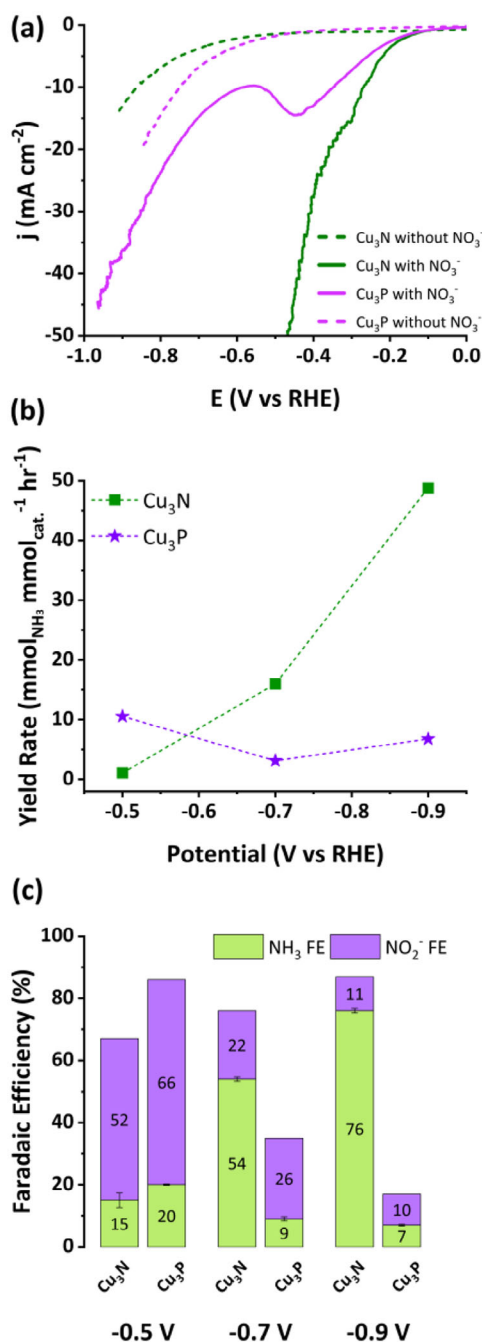 (a)
0
-10
-20
-30
-40
-50
j (mA cm⁻²)
Cu₃N without NO₃⁻
Cu₃N with NO₃⁻
Cu₃P with NO₃⁻
Cu₃P without NO₃⁻
-1.0 -0.8 -0.6 -0.4 -0.2 0.0
E (V vs RHE)
(b)
50
40
30
20
10
0
Yield Rate (mmol_NH₃ mmol_cat.⁻¹ hr⁻¹)
Cu₃N
Cu₃P
-0.5 -0.6 -0.7 -0.8 -0.9
Potential (V vs RHE)
(c)
100
80
60
40
20
0
Faradaic Efficiency (%)
NH₃ FE NO₂⁻ FE
52
15
66
20
22
54
26
9
11
76
10
7
Cu₃N Cu₃P Cu₃N Cu₃P Cu₃N Cu₃P
-0.5 V -0.7 V -0.9 V